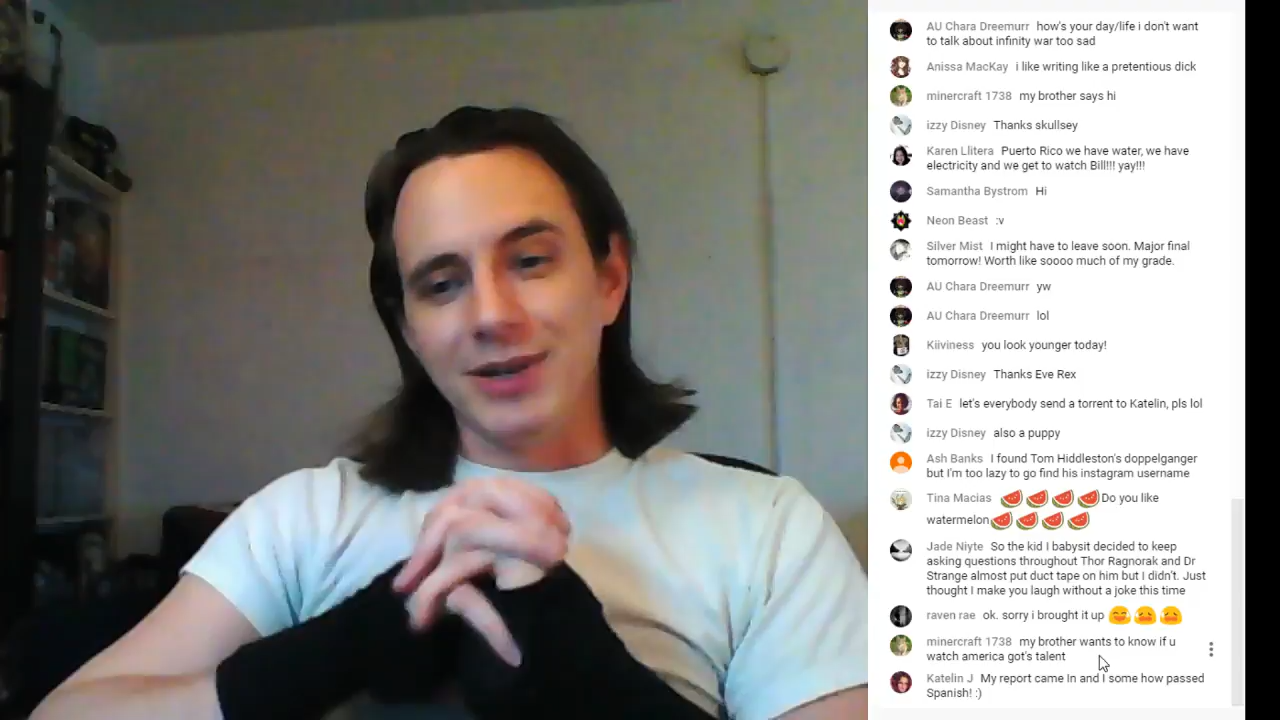 AU Chara Dreemurr how's your day/life i don't want
to talk about infinity war too sad
Anissa MacKay i like writing like a pretentious dick
minercraft 1738 my brother says hi
izzy Disney Thanks skullsey
Karen Llitera Puerto Rico we have water, we have
electricity and we get to watch Bill!!! yay!!!
Samantha Bystrom Hi
Neon Beast :v
Silver Mist I might have to leave soon. Major final
tomorrow! Worth like soooo much of my grade.
AU Chara Dreemurr yw
AU Chara Dreemurr lol
Kiiviness you look younger today!
izzy Disney Thanks Eve Rex
Tai E let's everybody send a torrent to Katelin, pls lol
izzy Disney also a puppy
Ash Banks I found Tom Hiddleston's doppelganger
but I'm too lazy to go find his instagram username
Tina Macias 🍉🍉🍉🍉Do you like
watermelon🍉🍉🍉🍉
Jade Niyte So the kid I babysit decided to keep
asking questions throughout Thor Ragnorak and Dr
Strange almost put duct tape on him but I didn't. Just
thought I make you laugh without a joke this time
raven rae ok. sorry i brought it up 😊😭😭
minercraft 1738 my brother wants to know if u
watch america got's talent
Katelin J My report came In and I some how passed
Spanish! :)